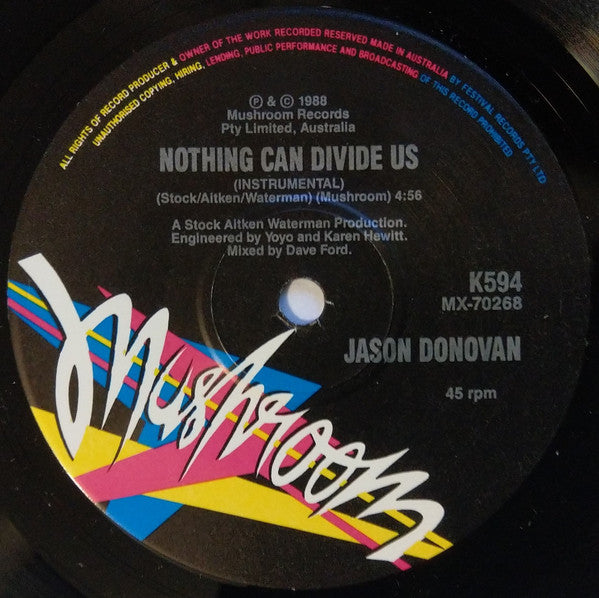 ALL RIGHTS OF RECORD PRODUCER & OWNER OF THE WORK RECORDED RESERVED MADE IN AUSTRALIA BY FESTIVAL RECORDS PTY LTD
UNAUTHORISED COPYING, HIRING, LENDING, PUBLIC PERFORMANCE AND BROADCASTING OF THIS RECORD PROHIBITED
℗ & © 1988
Mushroom Records
Pty Limited, Australia
NOTHING CAN DIVIDE US
(INSTRUMENTAL)
(Stock/Aitken/Waterman) (Mushroom) 4:56
A Stock Aitken Waterman Production.
Engineered by Yoyo and Karen Hewitt.
Mixed by Dave Ford.
K594
MX-70268
JASON DONOVAN
45 rpm
Mushroom